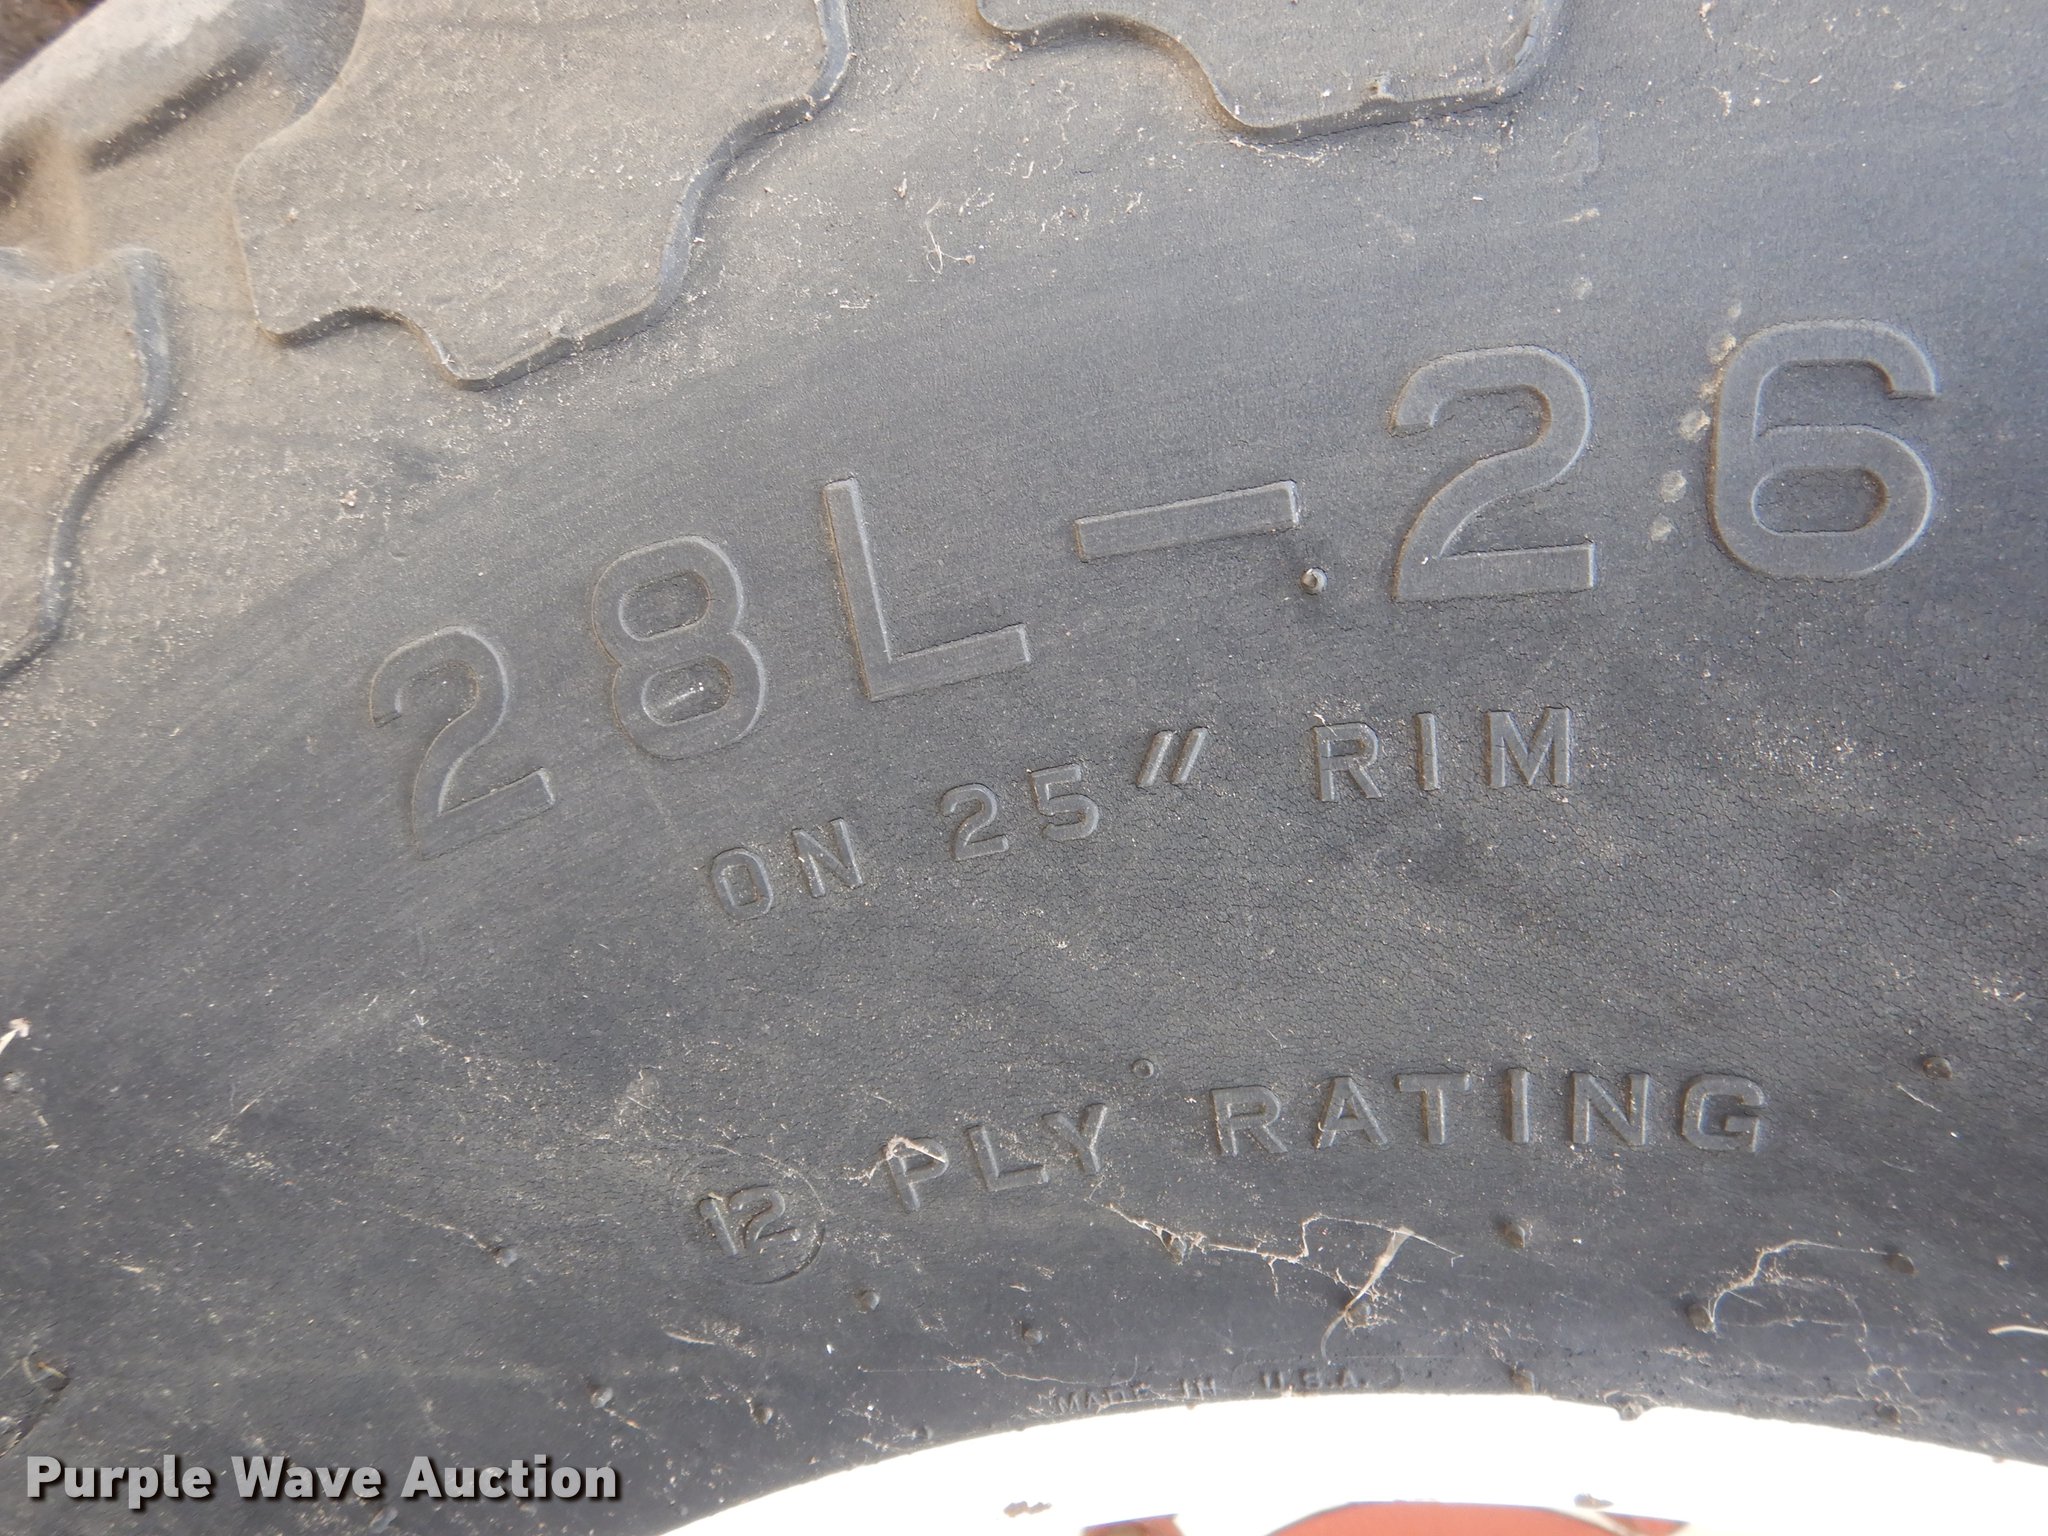 28L-26
ON 25" RIM
12 PLY RATING
MADE IN U.S.A.
Purple Wave Auction